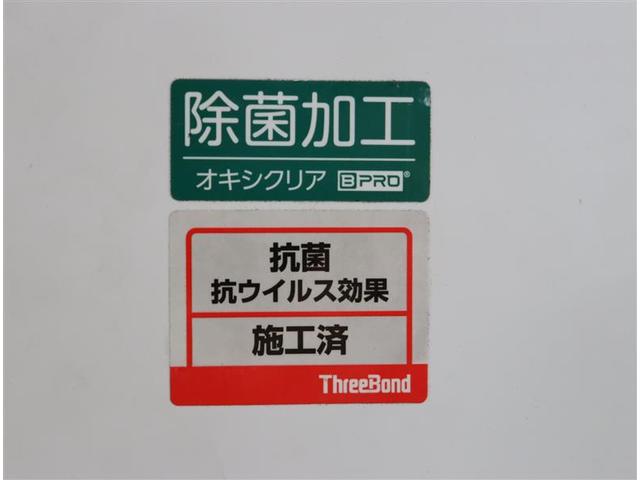 除菌加工
オキシクリア BPRO®
抗菌
抗ウイルス効果
施工済
ThreeBond